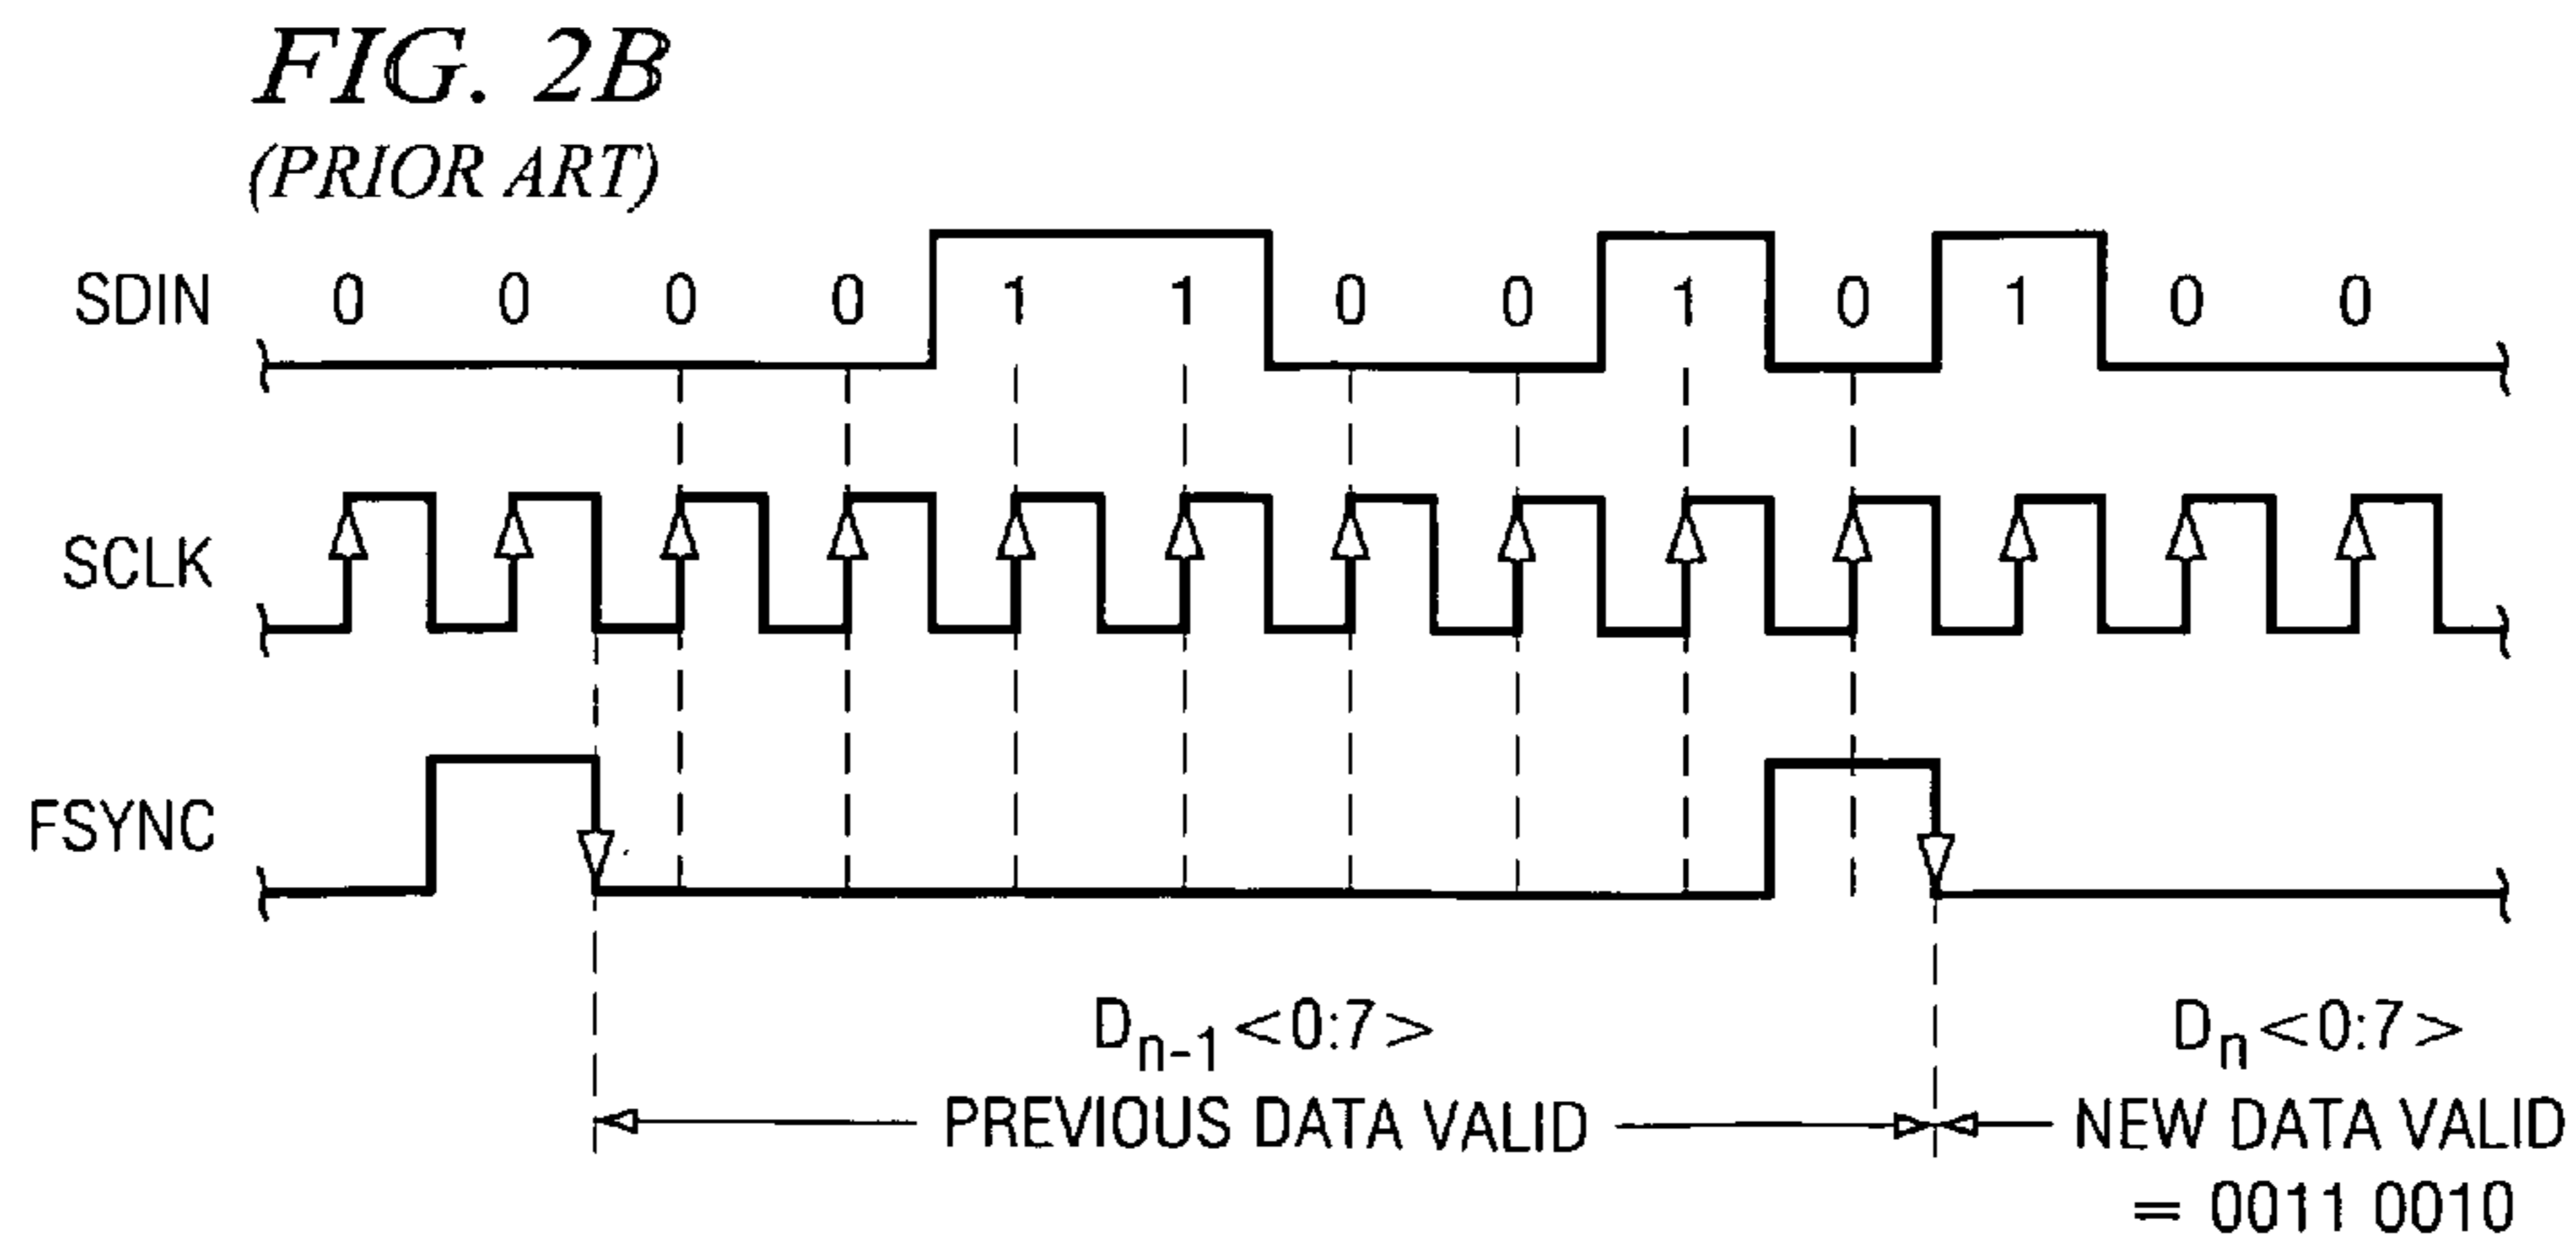 FIG. 2B
(PRIOR ART)
SDIN 0 0 0 0 1 1 0 0 1 0 1 0 0
SCLK
FSYNC
Dn-1<0:7> Dn<0:7>
PREVIOUS DATA VALID NEW DATA VALID
= 0011 0010